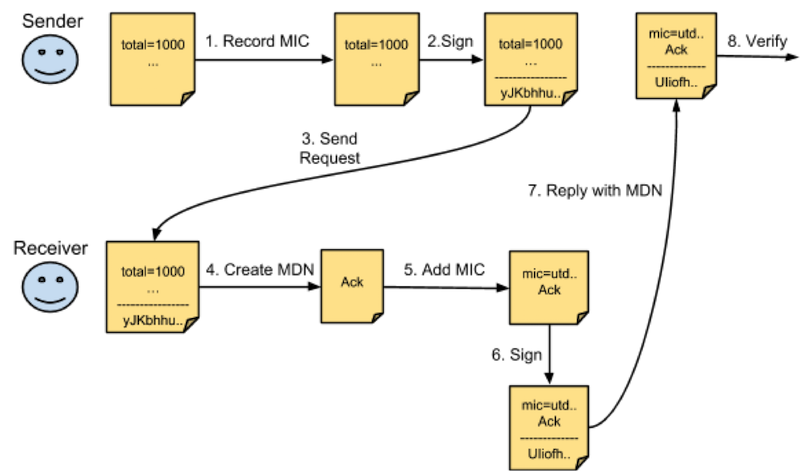 Sender
total=1000
...
1. Record MIC
total=1000
...
2.Sign
total=1000
...
yJKbhhu..
mic=utd..
Ack
Uliofh..
8. Verify
3. Send
Request
7. Reply with MDN
Receiver
total=1000
...
yJKbhhu..
4. Create MDN
Ack
5. Add MIC
mic=utd..
Ack
6. Sign
mic=utd..
Ack
Uliofh..